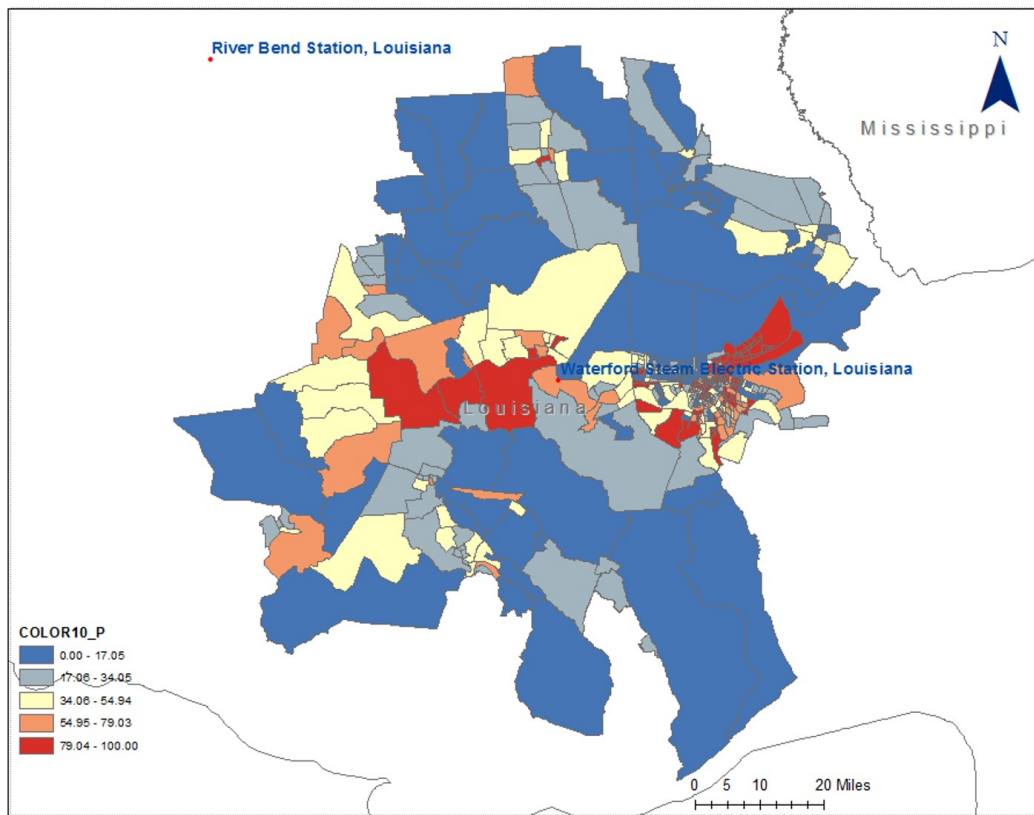 River Bend Station, Louisiana
N
Mississippi
Waterford Steam Electric Station, Louisiana
Louisiana
COLOR10_P
0.00 - 17.05
17.06 - 34.05
34.06 - 54.94
54.95 - 79.03
79.04 - 100.00
0 5 10 20 Miles